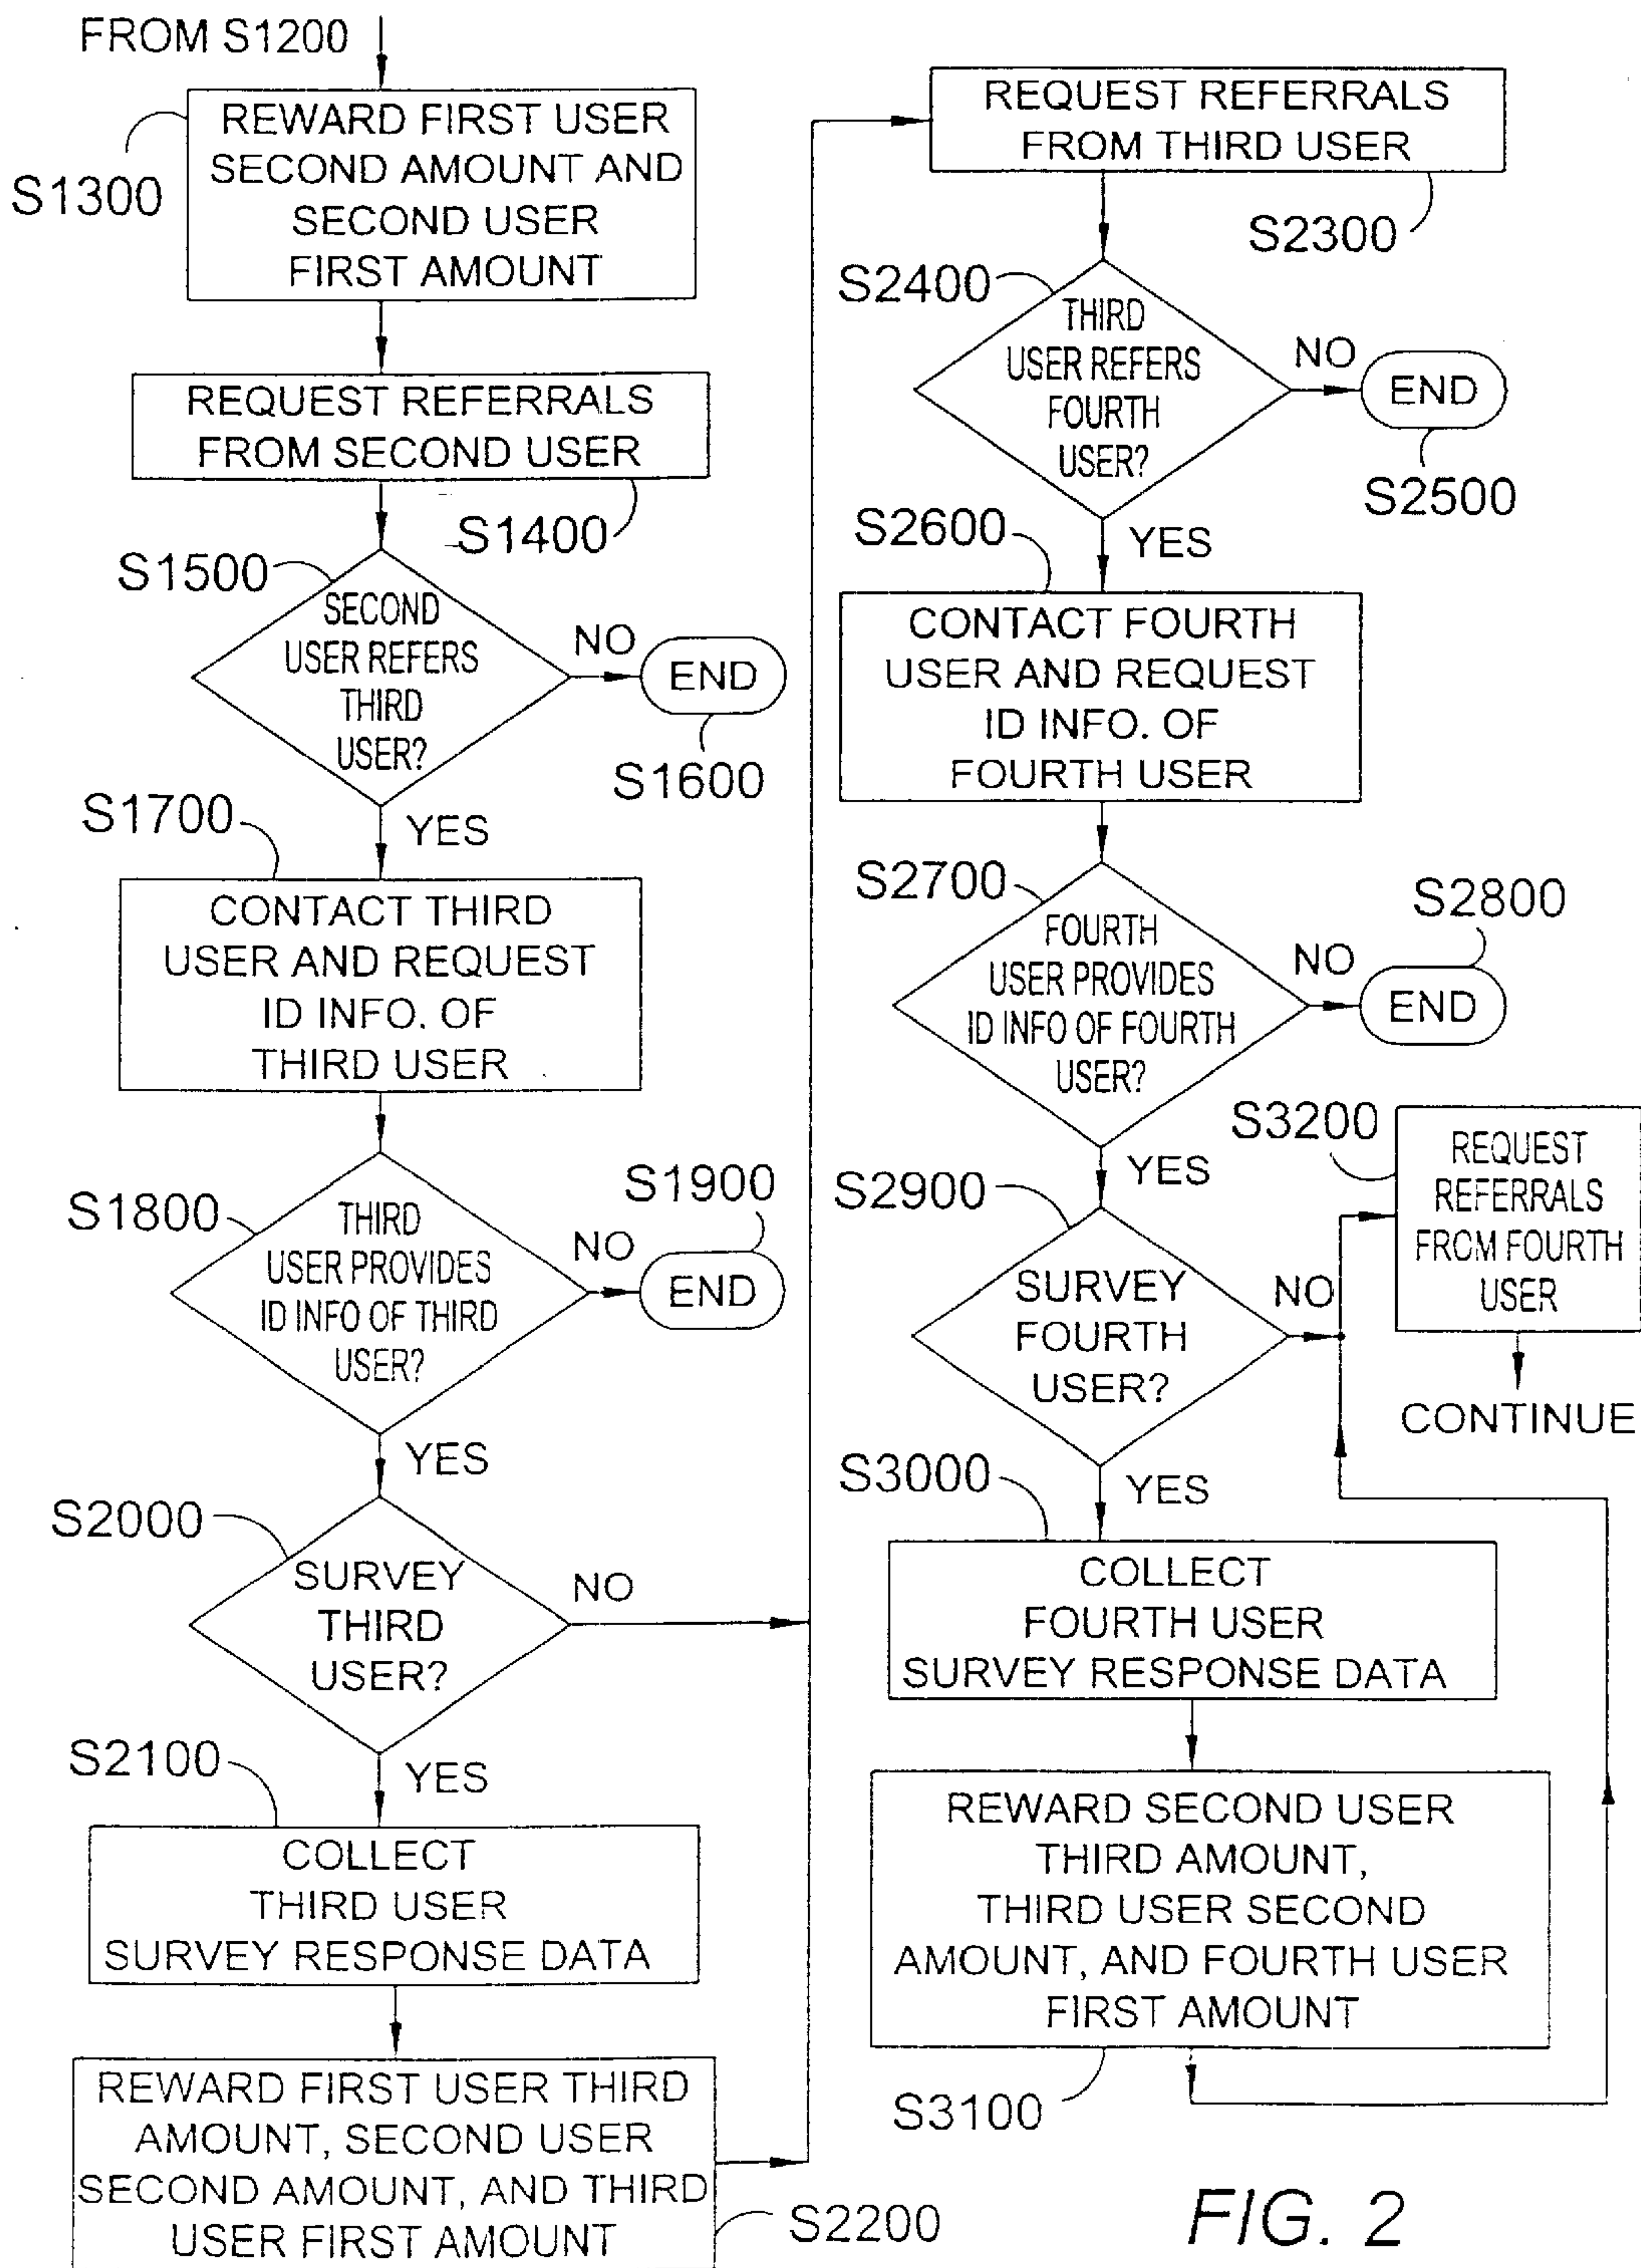 FROM S1200
REWARD FIRST USER
SECOND AMOUNT AND
SECOND USER
FIRST AMOUNT
S1300
REQUEST REFERRALS
FROM SECOND USER
S1400
S1500
SECOND
USER REFERS
THIRD
USER?
NO
END
S1600
YES
S1700
CONTACT THIRD
USER AND REQUEST
ID INFO. OF
THIRD USER
S1800
THIRD
USER PROVIDES
ID INFO OF THIRD
USER?
NO
S1900
END
YES
S2000
SURVEY
THIRD
USER?
NO
YES
S2100
COLLECT
THIRD USER
SURVEY RESPONSE DATA
REWARD FIRST USER THIRD
AMOUNT, SECOND USER
SECOND AMOUNT, AND THIRD
USER FIRST AMOUNT
S2200
REQUEST REFERRALS
FROM THIRD USER
S2300
S2400
THIRD
USER REFERS
FOURTH
USER?
NO
END
S2500
YES
S2600
CONTACT FOURTH
USER AND REQUEST
ID INFO. OF
FOURTH USER
S2700
FOURTH
USER PROVIDES
ID INFO OF FOURTH
USER?
NO
S2800
END
YES
S2900
SURVEY
FOURTH
USER?
NO
S3200
REQUEST
REFERRALS
FROM FOURTH
USER
CONTINUE
YES
S3000
COLLECT
FOURTH USER
SURVEY RESPONSE DATA
REWARD SECOND USER
THIRD AMOUNT,
THIRD USER SECOND
AMOUNT, AND FOURTH USER
FIRST AMOUNT
S3100
FIG. 2